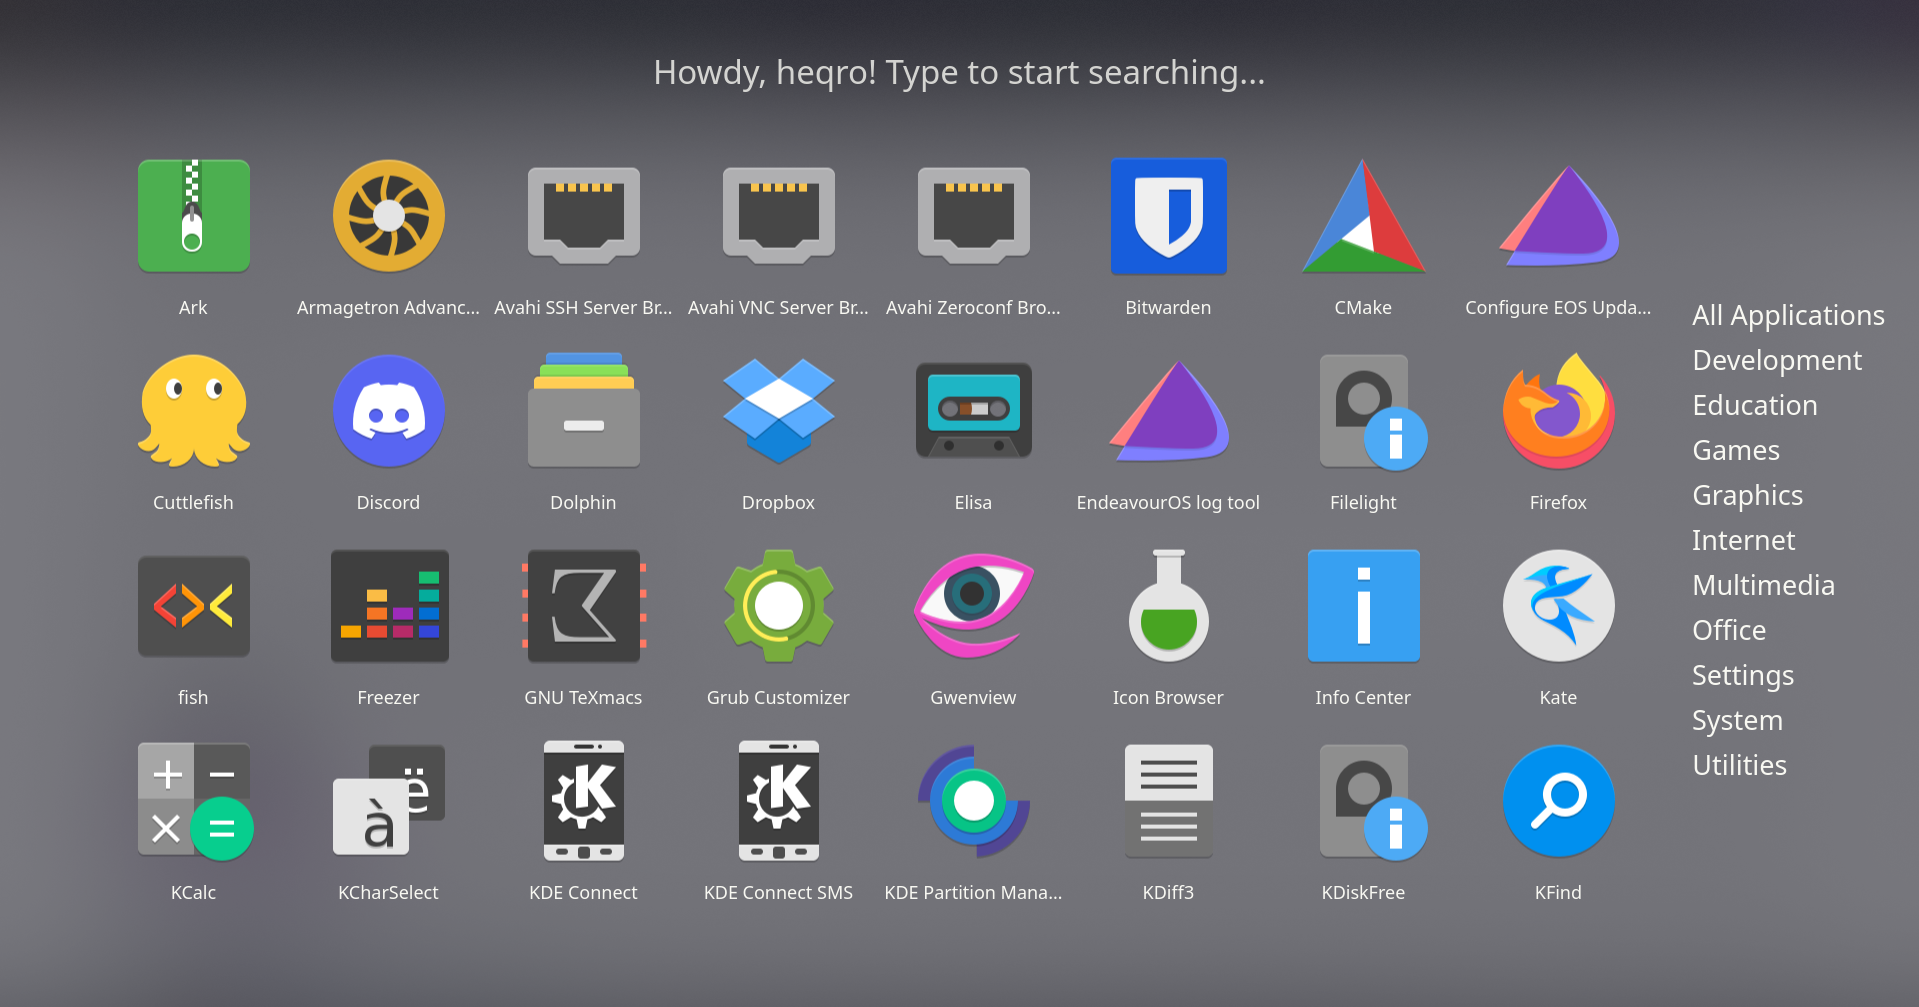 Howdy, heqro! Type to start searching...
Ark
Armagetron Advanc...
Avahi SSH Server Br...
Avahi VNC Server Br...
Avahi Zeroconf Bro...
Bitwarden
CMake
Configure EOS Upda...
Cuttlefish
Discord
Dolphin
Dropbox
Elisa
EndeavourOS log tool
Filelight
Firefox
fish
Freezer
GNU TeXmacs
Grub Customizer
Gwenview
Icon Browser
Info Center
Kate
ë
à
KCalc
KCharSelect
KDE Connect
KDE Connect SMS
KDE Partition Mana...
KDiff3
KDiskFree
KFind
All Applications
Development
Education
Games
Graphics
Internet
Multimedia
Office
Settings
System
Utilities